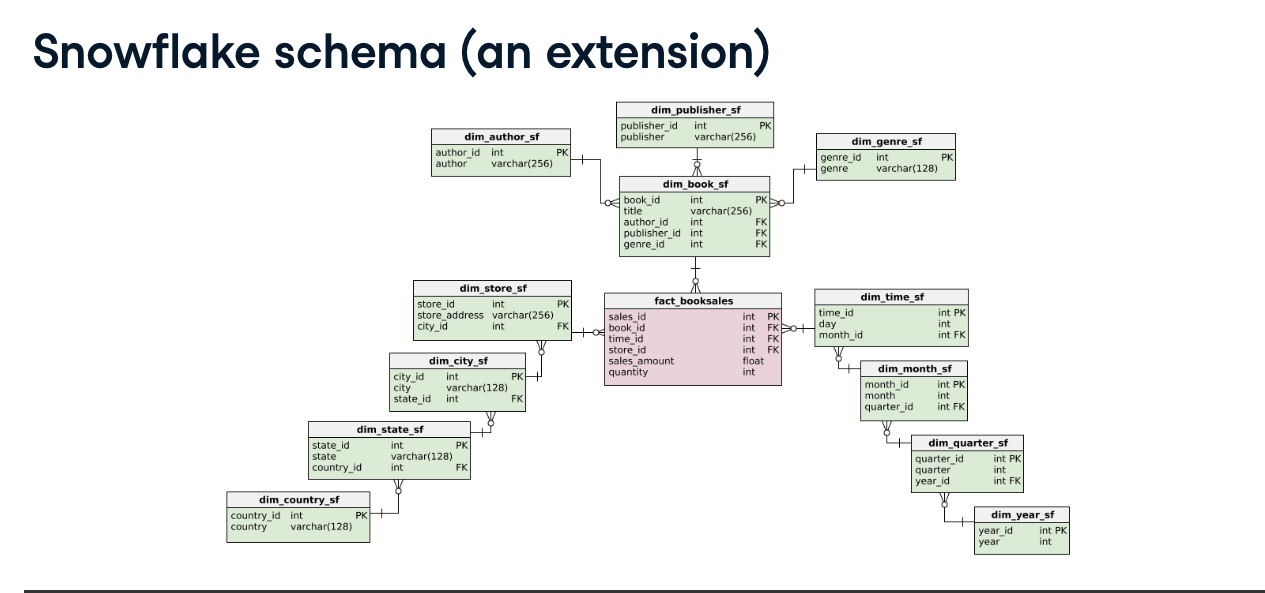 Snowflake schema (an extension)
dim_publisher_sf
publisher_id int PK
publisher varchar(256)
dim_author_sf
author_id int PK
author varchar(256)
dim_genre_sf
genre_id int PK
genre varchar(128)
dim_book_sf
book_id int PK
title varchar(256)
author_id int FK
publisher_id int FK
genre_id int FK
dim_store_sf
store_id int PK
store_address varchar(256)
city_id int FK
fact_booksales
sales_id int PK
book_id int FK
time_id int FK
store_id int FK
sales_amount float
quantity int
dim_time_sf
time_id int PK
day int
month_id int FK
dim_city_sf
city_id int PK
city varchar(128)
state_id int FK
dim_month_sf
month_id int PK
month int
quarter_id int FK
dim_state_sf
state_id int PK
state varchar(128)
country_id int FK
dim_quarter_sf
quarter_id int PK
quarter int
year_id int FK
dim_country_sf
country_id int PK
country varchar(128)
dim_year_sf
year_id int PK
year int